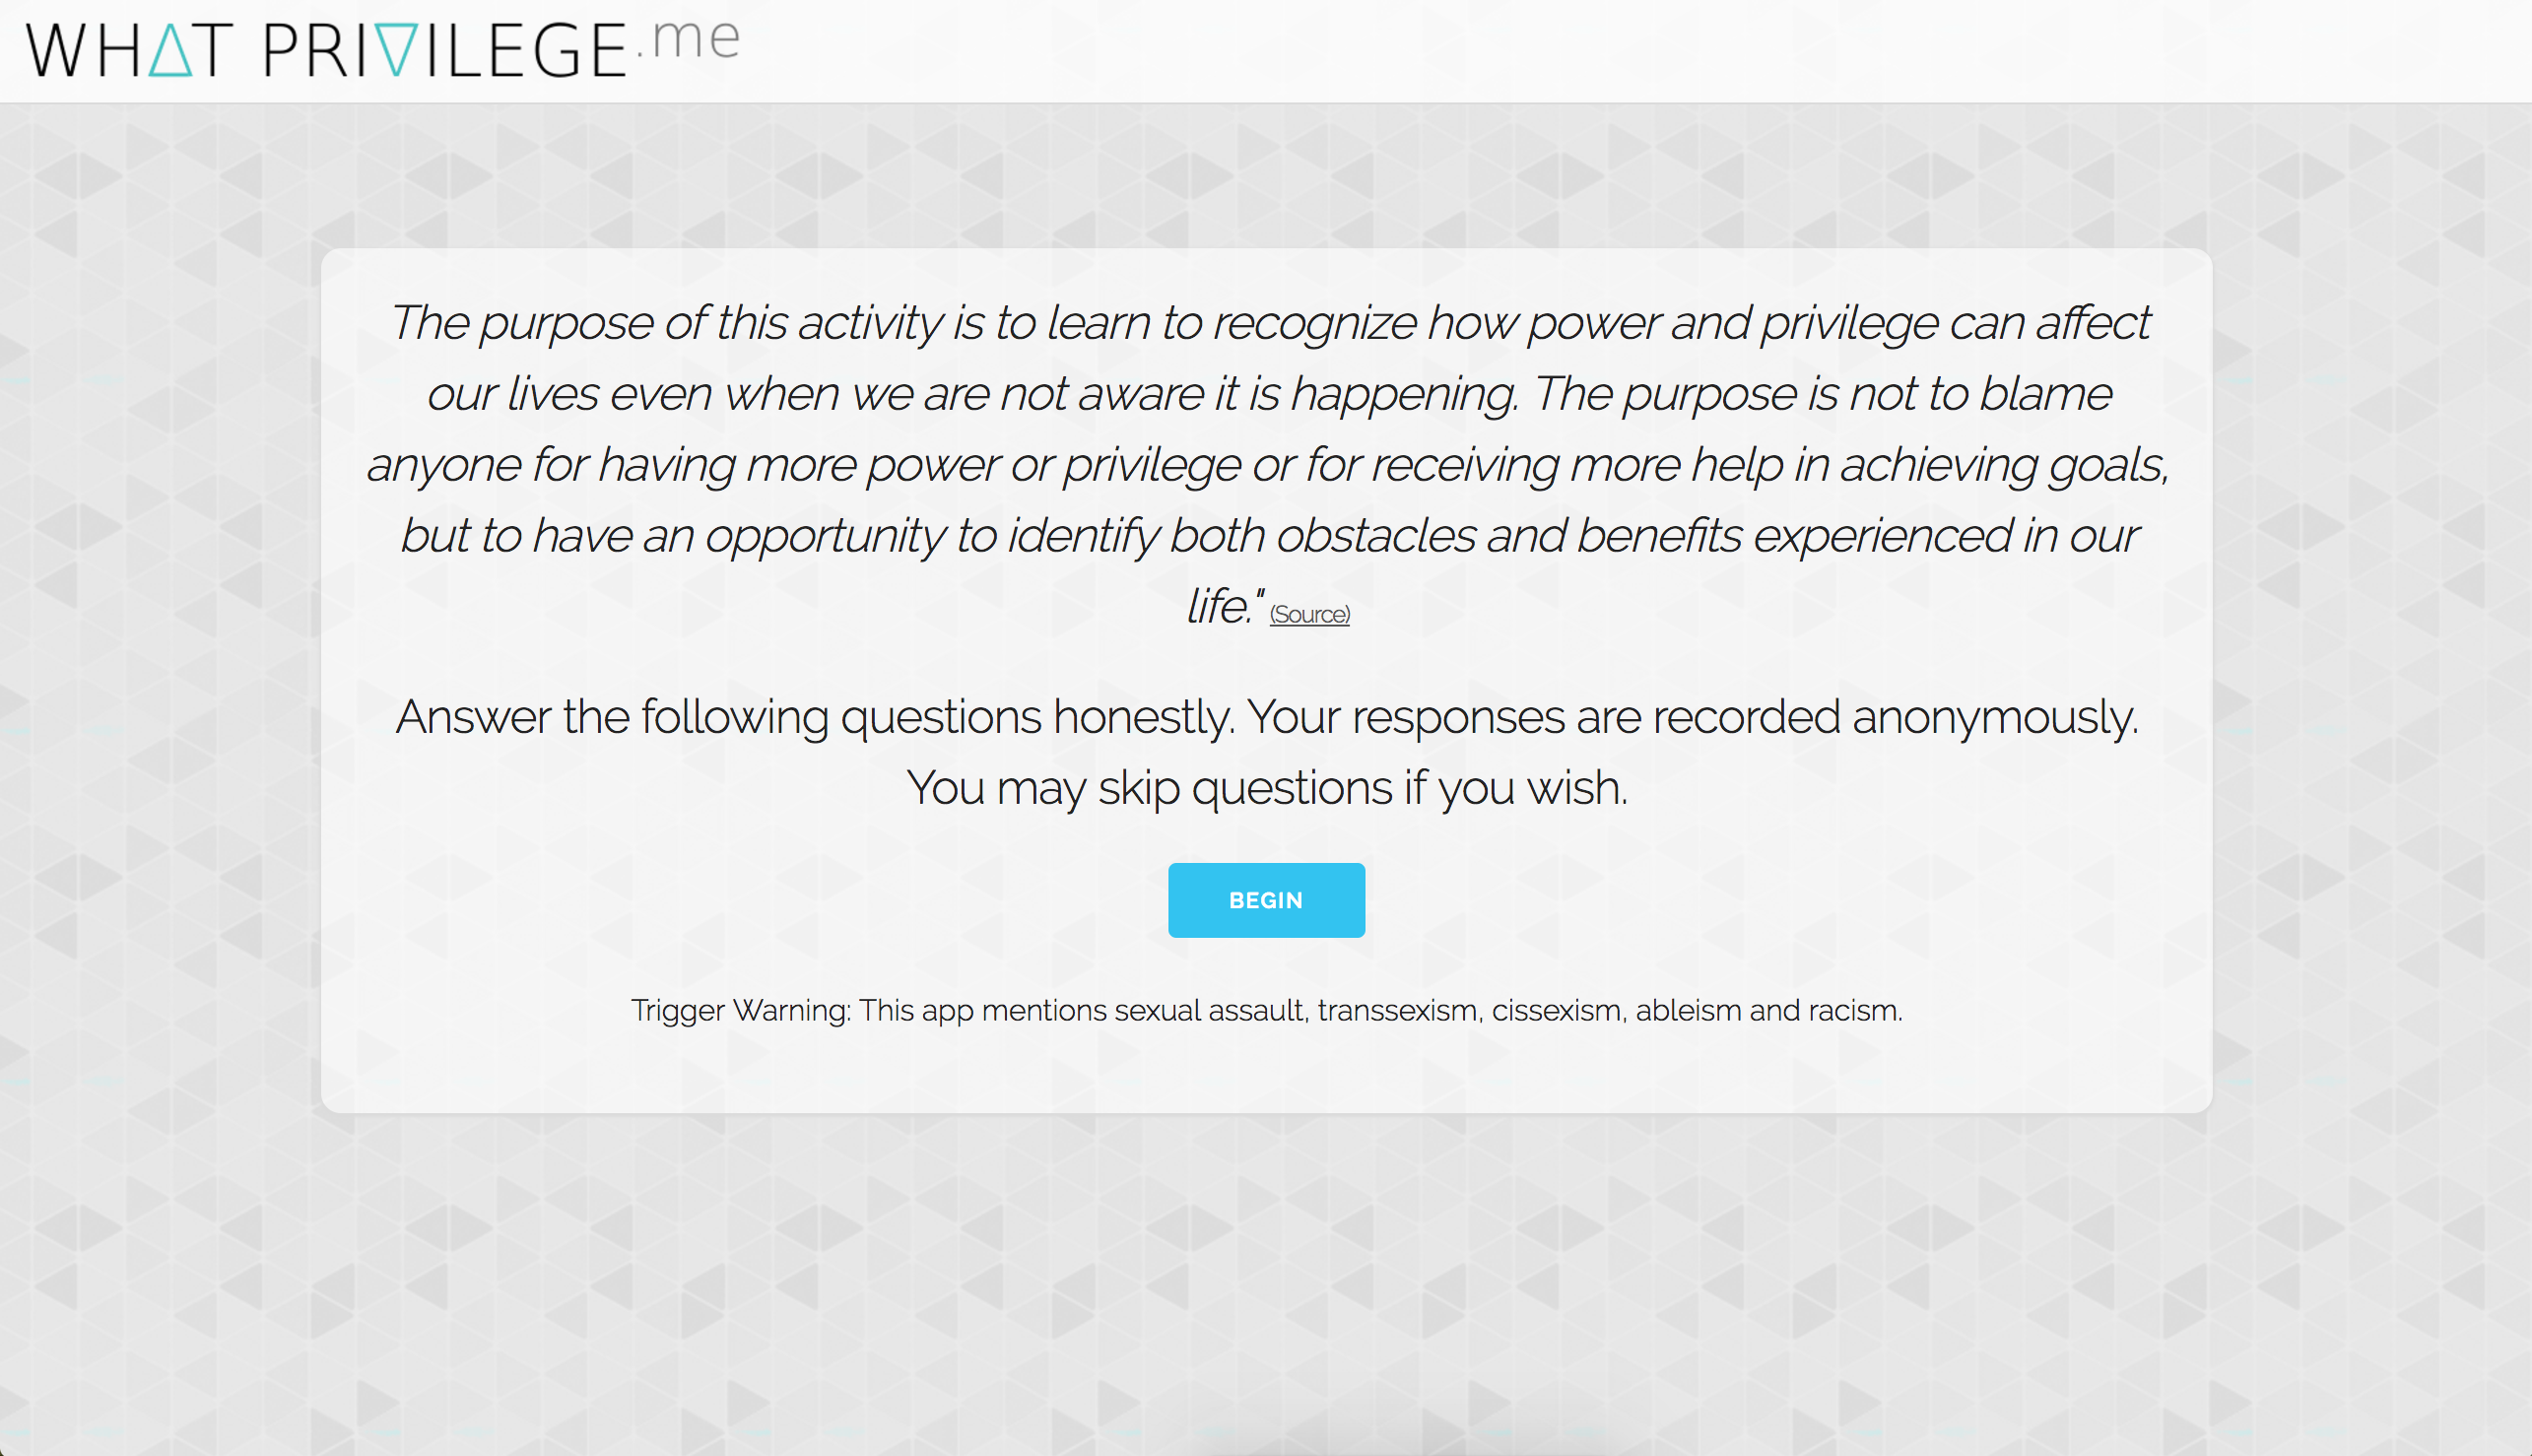 WHAT PRIVILEGE.me
The purpose of this activity is to learn to recognize how power and privilege can affect
our lives even when we are not aware it is happening. The purpose is not to blame
anyone for having more power or privilege or for receiving more help in achieving goals,
but to have an opportunity to identify both obstacles and benefits experienced in our
life." (Source)
Answer the following questions honestly. Your responses are recorded anonymously.
You may skip questions if you wish.
BEGIN
Trigger Warning: This app mentions sexual assault, transsexism, cissexism, ableism and racism.